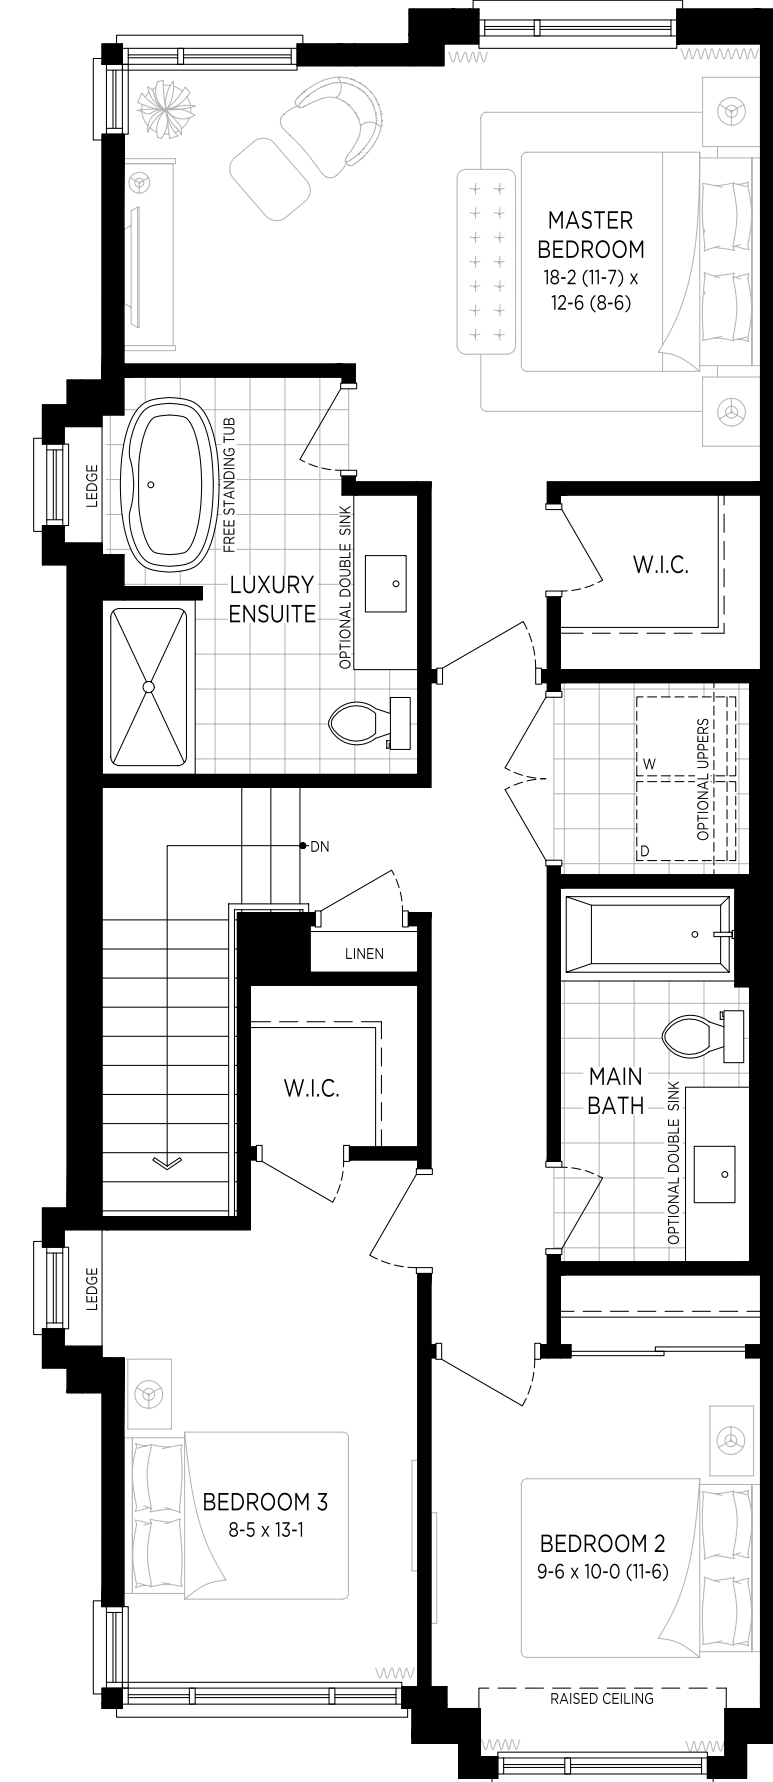 MASTER
BEDROOM
18-2 (11-7) x
12-6 (8-6)
LEDGE
FREE STANDING TUB
LUXURY
ENSUITE
OPTIONAL DOUBLE SINK
W.I.C.
W
D
OPTIONAL UPPERS
DN
LINEN
W.I.C.
MAIN
BATH
OPTIONAL DOUBLE SINK
LEDGE
BEDROOM 3
8-5 x 13-1
BEDROOM 2
9-6 x 10-0 (11-6)
RAISED CEILING